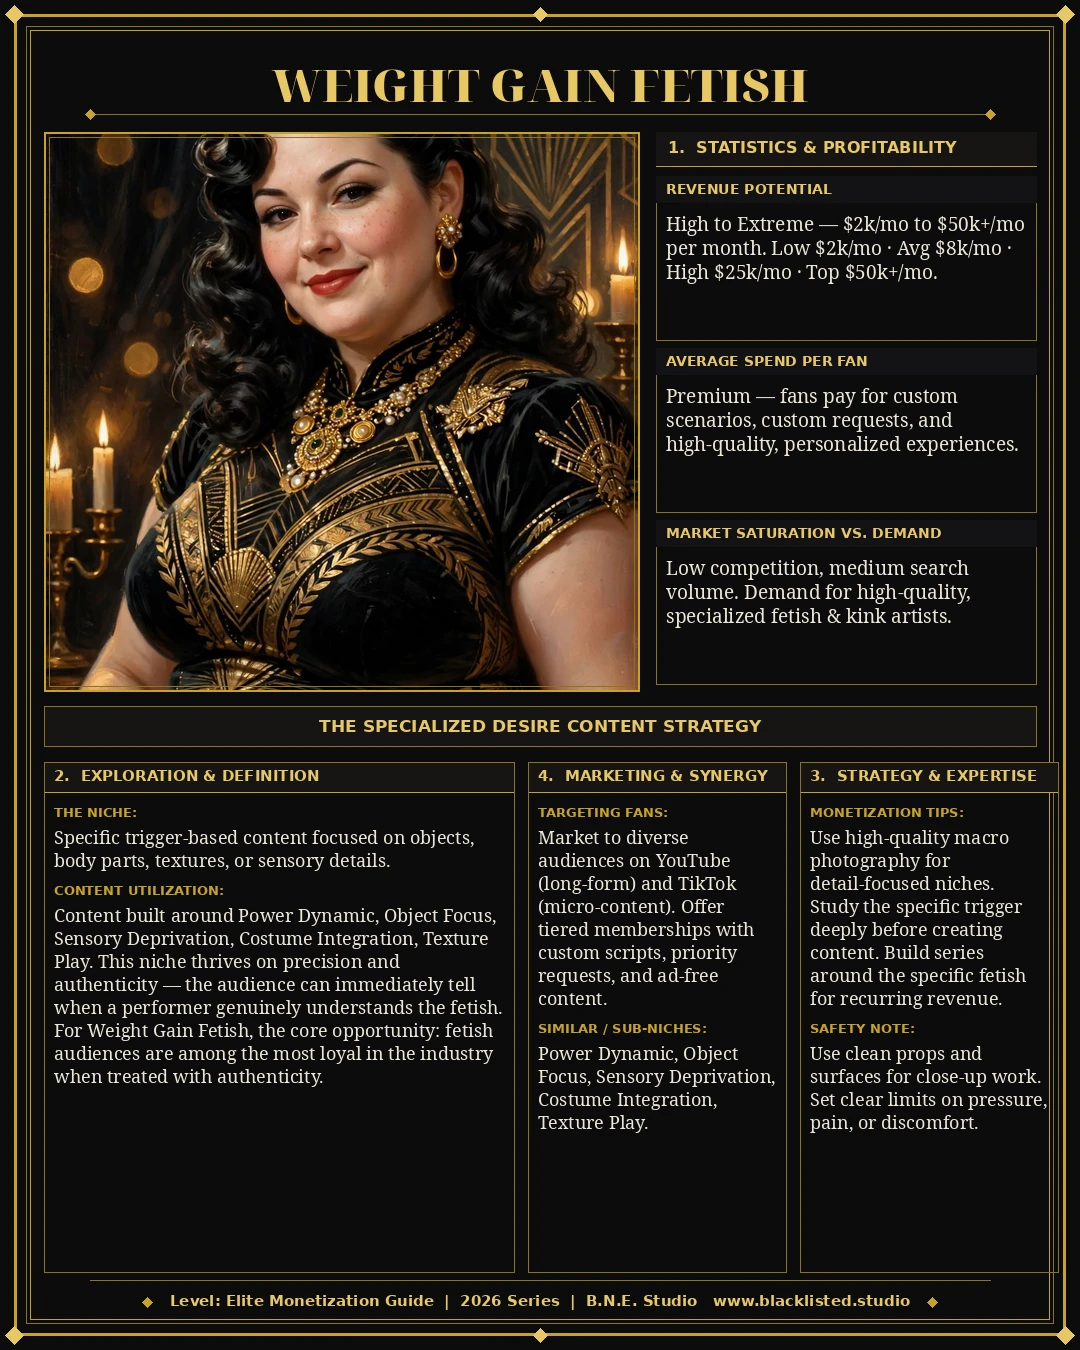 WEIGHT GAIN FETISH
1. STATISTICS & PROFITABILITY
REVENUE POTENTIAL
High to Extreme — $2k/mo to $50k+/mo
per month. Low $2k/mo · Avg $8k/mo ·
High $25k/mo · Top $50k+/mo.
AVERAGE SPEND PER FAN
Premium — fans pay for custom
scenarios, custom requests, and
high-quality, personalized experiences.
MARKET SATURATION VS. DEMAND
Low competition, medium search
volume. Demand for high-quality,
specialized fetish & kink artists.
THE SPECIALIZED DESIRE CONTENT STRATEGY
2. EXPLORATION & DEFINITION
THE NICHE:
Specific trigger-based content focused on objects,
body parts, textures, or sensory details.
CONTENT UTILIZATION:
Content built around Power Dynamic, Object Focus,
Sensory Deprivation, Costume Integration, Texture
Play. This niche thrives on precision and
authenticity — the audience can immediately tell
when a performer genuinely understands the fetish.
For Weight Gain Fetish, the core opportunity: fetish
audiences are among the most loyal in the industry
when treated with authenticity.
4. MARKETING & SYNERGY
TARGETING FANS:
Market to diverse
audiences on YouTube
(long-form) and TikTok
(micro-content). Offer
tiered memberships with
custom scripts, priority
requests, and ad-free
content.
SIMILAR / SUB-NICHES:
Power Dynamic, Object
Focus, Sensory Deprivation,
Costume Integration,
Texture Play.
3. STRATEGY & EXPERTISE
MONETIZATION TIPS:
Use high-quality macro
photography for
detail-focused niches.
Study the specific trigger
deeply before creating
content. Build series
around the specific fetish
for recurring revenue.
SAFETY NOTE:
Use clean props and
surfaces for close-up work.
Set clear limits on pressure,
pain, or discomfort.
Level: Elite Monetization Guide | 2026 Series | B.N.E. Studio www.blacklisted.studio